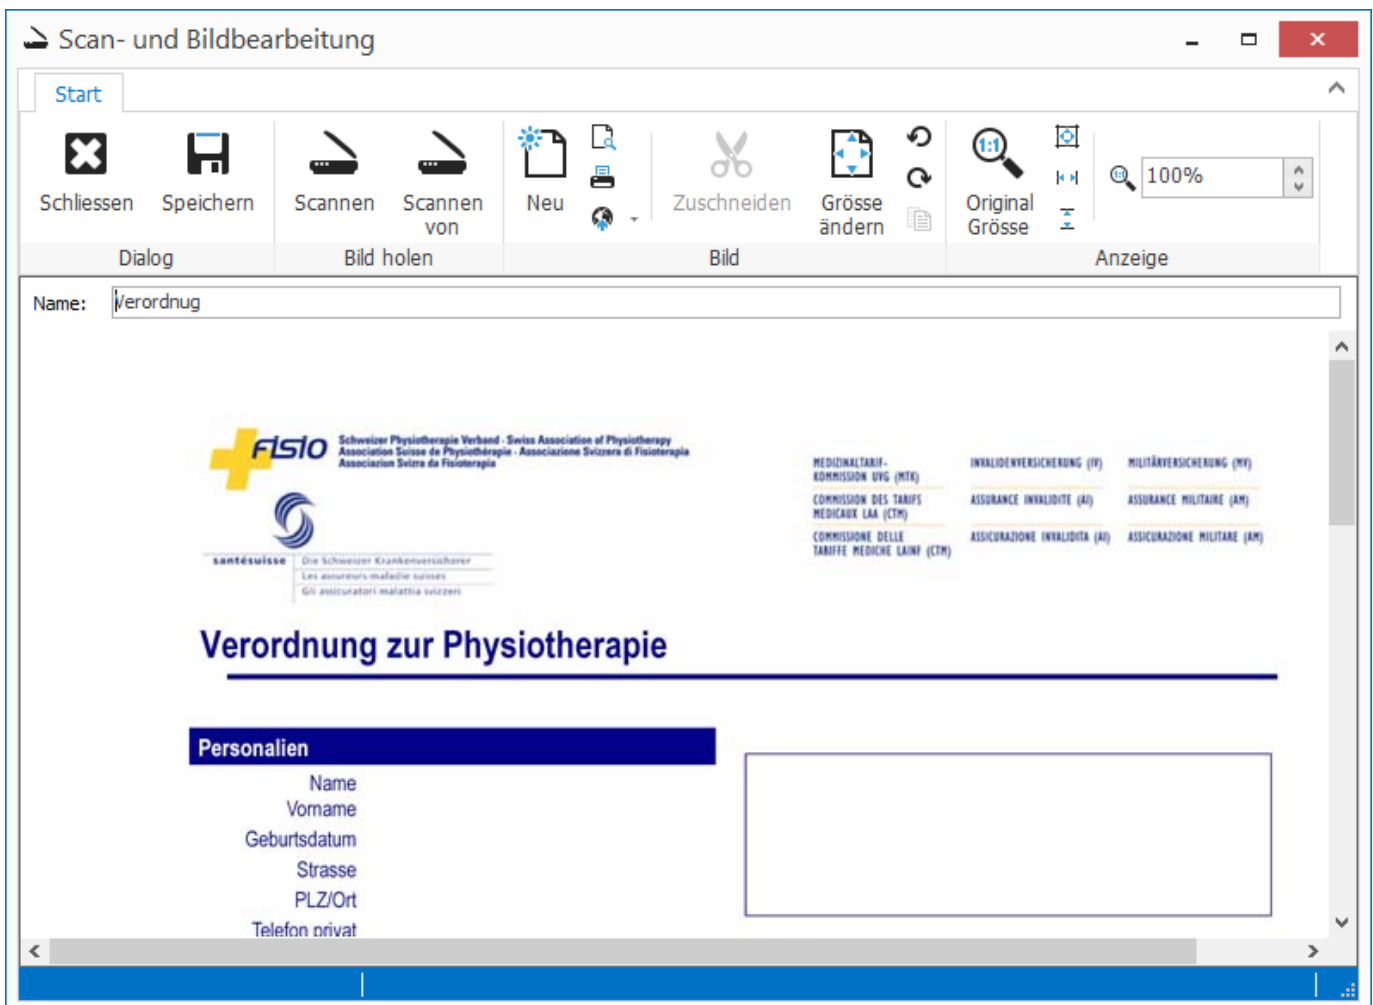 Scan- und Bildbearbeitung
Start
Schliessen
Speichern
Scannen
Scannen von
Neu
Zuschneiden
Grösse ändern
1:1
Original Grösse
100%
Dialog
Bild holen
Bild
Anzeige
Name: Verordnug
FISIO
Schweizer Physiotherapie Verband - Swiss Association of Physiotherapy
Association Suisse de Physiothérapie - Associazione Svizzera di Fisioterapia
Associaziun Svizra da Fisioterapia
MEDIZINALTARIF-
KOMMISSION UVG (MTK)
INVALIDENVERSICHERUNG (IV)
MILITÄRVERSICHERUNG (MV)
COMMISSION DES TARIFS
MEDICAUX LAA (CTM)
ASSURANCE INVALIDITE (AI)
ASSURANCE MILITAIRE (AM)
COMMISSIONE DELLE
TARIFFE MEDICHE LAINF (CTM)
ASSICURAZIONE INVALIDITA (AI)
ASSICURAZIONE MILITARE (AM)
santésuisse
Die Schweizer Krankenversicherer
Les assureurs-maladie suisses
Gli assicuratori malattia svizzeri
Verordnung zur Physiotherapie
Personalien
Name
Vorname
Geburtsdatum
Strasse
PLZ/Ort
Telefon privat